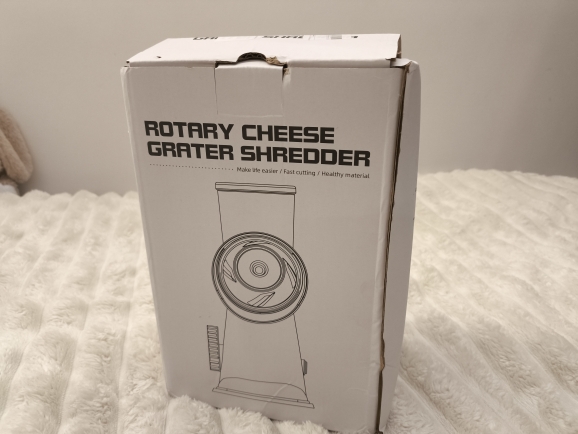 ROTARY CHEESE
GRATER SHREDDER
Make life easier / Fast cutting / Healthy material